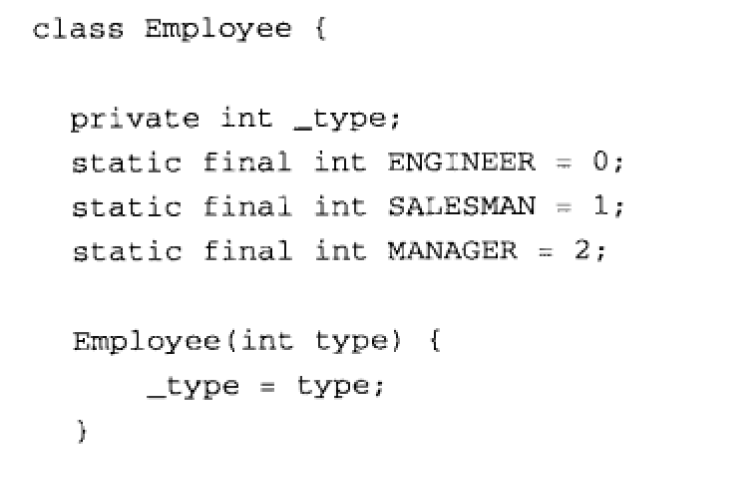 class Employee {
private int _type;
static final int ENGINEER = 0;
static final int SALESMAN = 1;
static final int MANAGER = 2;
Employee(int type) {
_type = type;
}